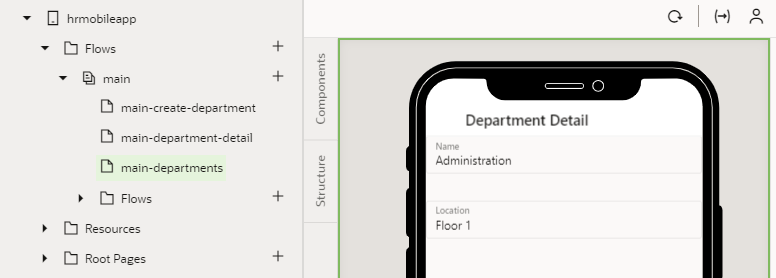 hrmobileapp
Flows
main
main-create-department
main-department-detail
main-departments
Flows
Resources
Root Pages
Components
Structure
Department Detail
Name
Administration
Location
Floor 1